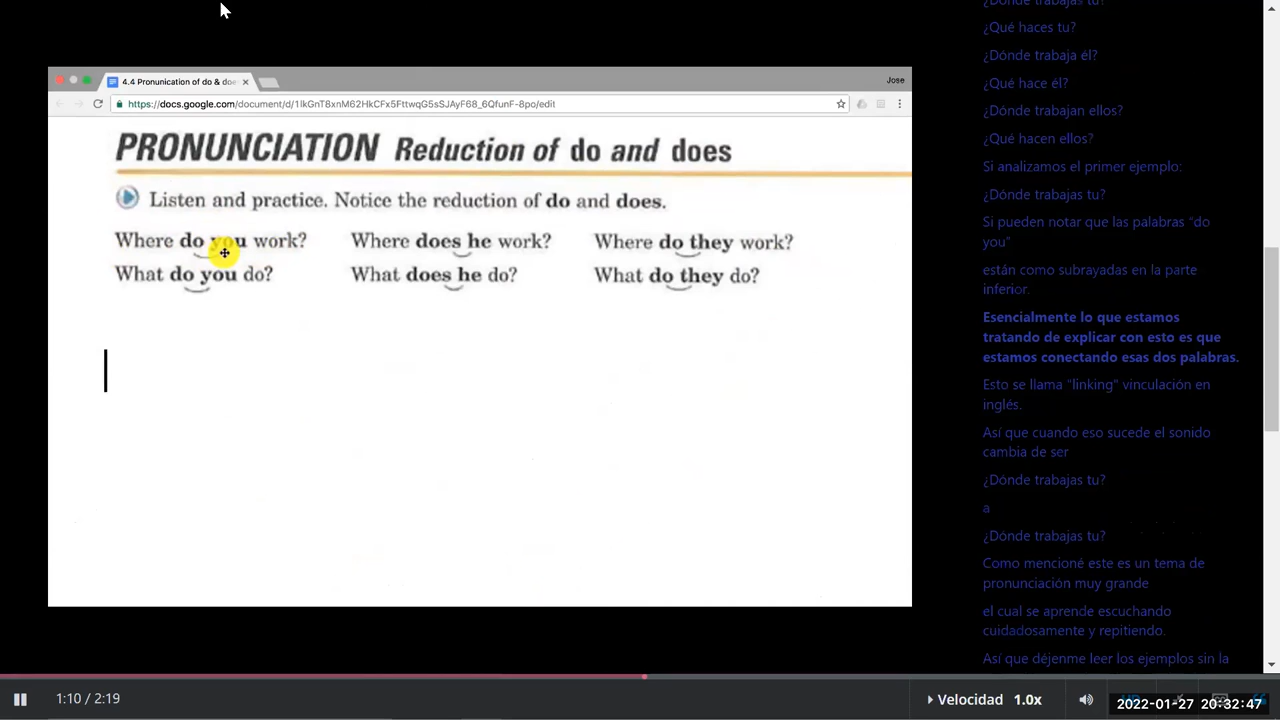 4.4 Pronunication of do & doe
Jose
https://docs.google.com/document/d/1IkGnT8xnM62HkCFx5FttwqG5sSJAyF68_6QfunF-8po/edit
PRONUNCIATION Reduction of do and does
Listen and practice. Notice the reduction of do and does.
Where do you work? Where does he work? Where do they work?
What do you do? What does he do? What do they do?
¿Dónde trabajas tu?
¿Qué haces tu?
¿Dónde trabaja él?
¿Qué hace él?
¿Dónde trabajan ellos?
¿Qué hacen ellos?
Si analizamos el primer ejemplo:
¿Dónde trabajas tu?
Si pueden notar que las palabras "do
you"
están como subrayadas en la parte
inferior.
Esencialmente lo que estamos
tratando de explicar con esto es que
estamos conectando esas dos palabras.
Esto se llama "linking" vinculación en
inglés.
Así que cuando eso sucede el sonido
cambia de ser
¿Dónde trabajas tu?
a
¿Dónde trabajas tu?
Como mencioné este es un tema de
pronunciación muy grande
el cual se aprende escuchando
cuidadosamente y repitiendo.
Así que déjenme leer los ejemplos sin la
1:10 / 2:19
Velocidad 1.0x
2022-01-27 20:32:47